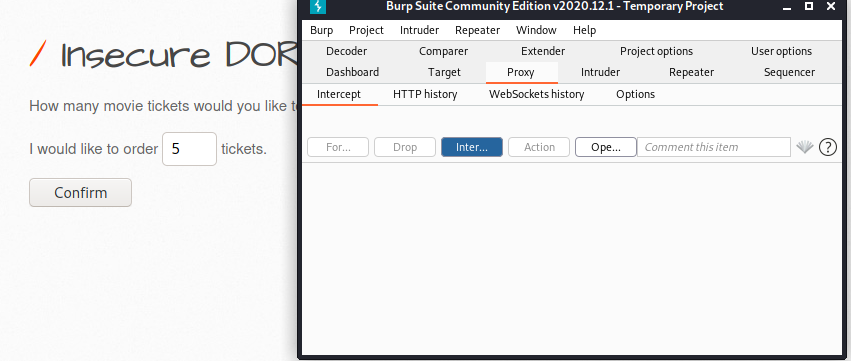 Insecure DOR
How many movie tickets would you like t
I would like to order 5 tickets.
Confirm
Burp Suite Community Edition v2020.12.1 - Temporary Project
Burp Project Intruder Repeater Window Help
Decoder Comparer Extender Project options User options
Dashboard Target Proxy Intruder Repeater Sequencer
Intercept HTTP history WebSockets history Options
For... Drop Inter... Action Ope... Comment this item ?